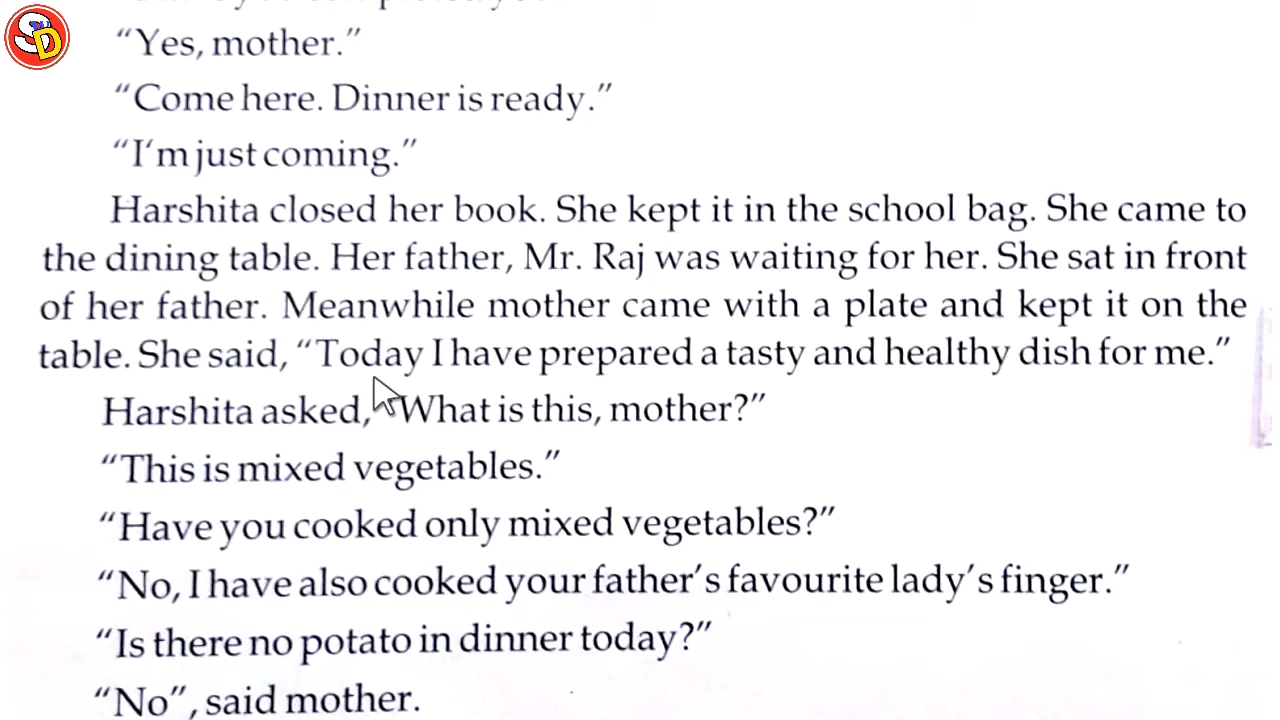 "Yes, mother."
"Come here. Dinner is ready."
"I'm just coming."
Harshita closed her book. She kept it in the school bag. She came to
the dining table. Her father, Mr. Raj was waiting for her. She sat in front
of her father. Meanwhile mother came with a plate and kept it on the
table. She said, "Today I have prepared a tasty and healthy dish for me."
Harshita asked, "What is this, mother?"
"This is mixed vegetables."
"Have you cooked only mixed vegetables?"
"No, I have also cooked your father's favourite lady's finger."
"Is there no potato in dinner today?"
"No", said mother.